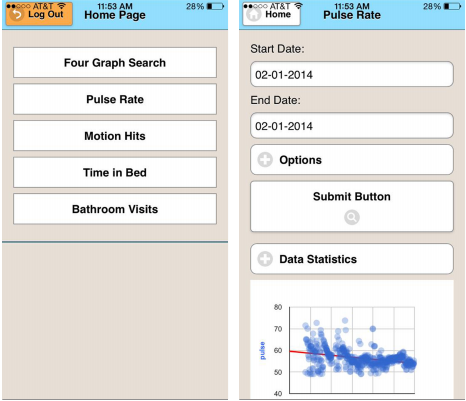 AT&T 11:53 AM 28%
Log Out Home Page
Four Graph Search
Pulse Rate
Motion Hits
Time in Bed
Bathroom Visits
AT&T 11:53 AM 28%
Home Pulse Rate
Start Date:
02-01-2014
End Date:
02-01-2014
Options
Submit Button
Data Statistics
80
70
60
50
40
pulse